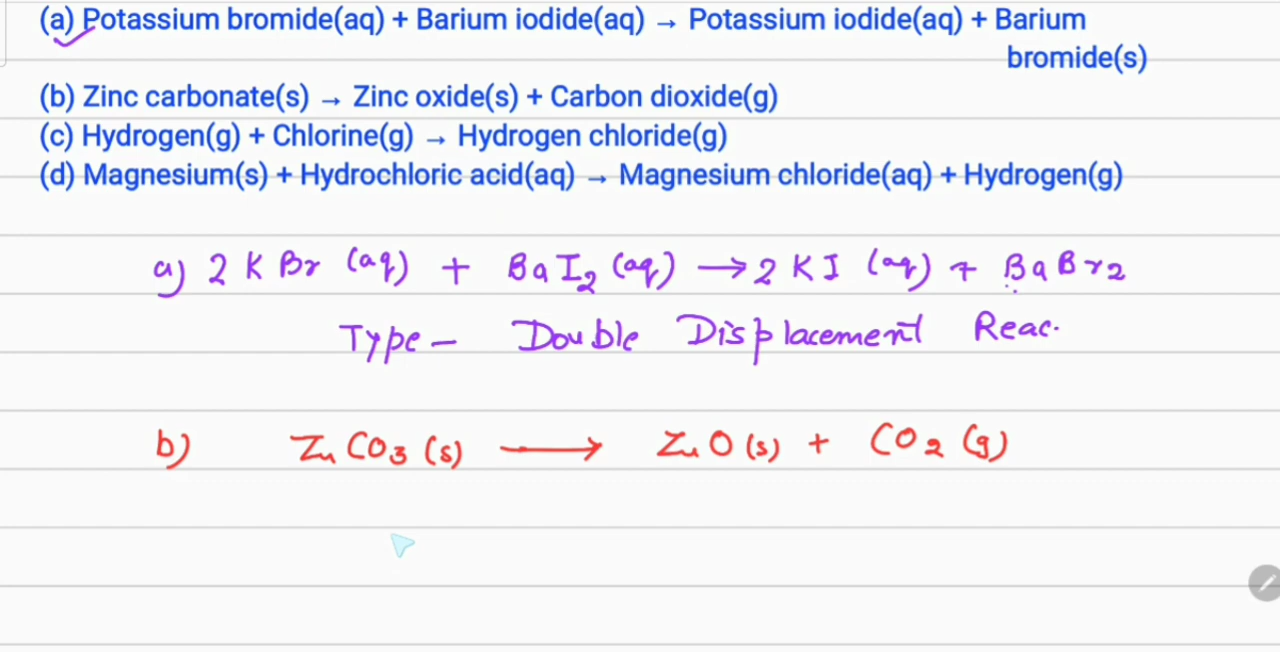 (a) Potassium bromide(aq) + Barium iodide(aq) → Potassium iodide(aq) + Barium
bromide(s)
(b) Zinc carbonate(s) → Zinc oxide(s) + Carbon dioxide(g)
(c) Hydrogen(g) + Chlorine(g) → Hydrogen chloride(g)
(d) Magnesium(s) + Hydrochloric acid(aq) → Magnesium chloride(aq) + Hydrogen(g)
a) 2 K Br (aq) + BaI₂ (aq) → 2 KI (aq) + BaBr₂
Type - Double Displacement Reac.
b) ZnCO₃ (s) → ZnO (s) + CO₂ (g)